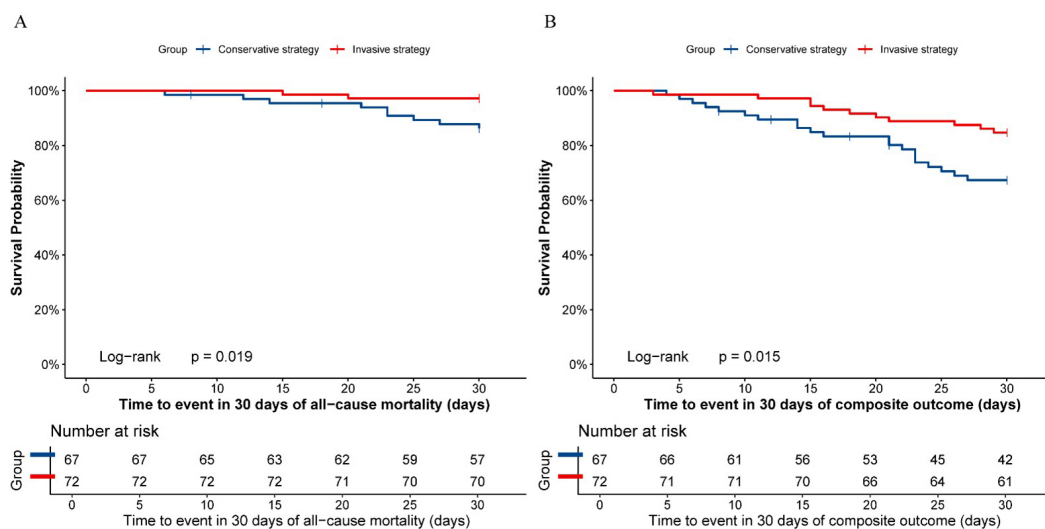 A
Group Conservative strategy Invasive strategy
100%
80%
60%
40%
20%
0%
Survival Probability
Log−rank p = 0.019
0 5 10 15 20 25 30
Time to event in 30 days of all−cause mortality (days)
Number at risk
Group
67 67 65 63 62 59 57
72 72 72 72 71 70 70
0 5 10 15 20 25 30
Time to event in 30 days of all−cause mortality (days)
B
Group Conservative strategy Invasive strategy
100%
80%
60%
40%
20%
0%
Survival Probability
Log−rank p = 0.015
0 5 10 15 20 25 30
Time to event in 30 days of composite outcome (days)
Number at risk
Group
67 66 61 56 53 45 42
72 71 71 70 66 64 61
0 5 10 15 20 25 30
Time to event in 30 days of composite outcome (days)